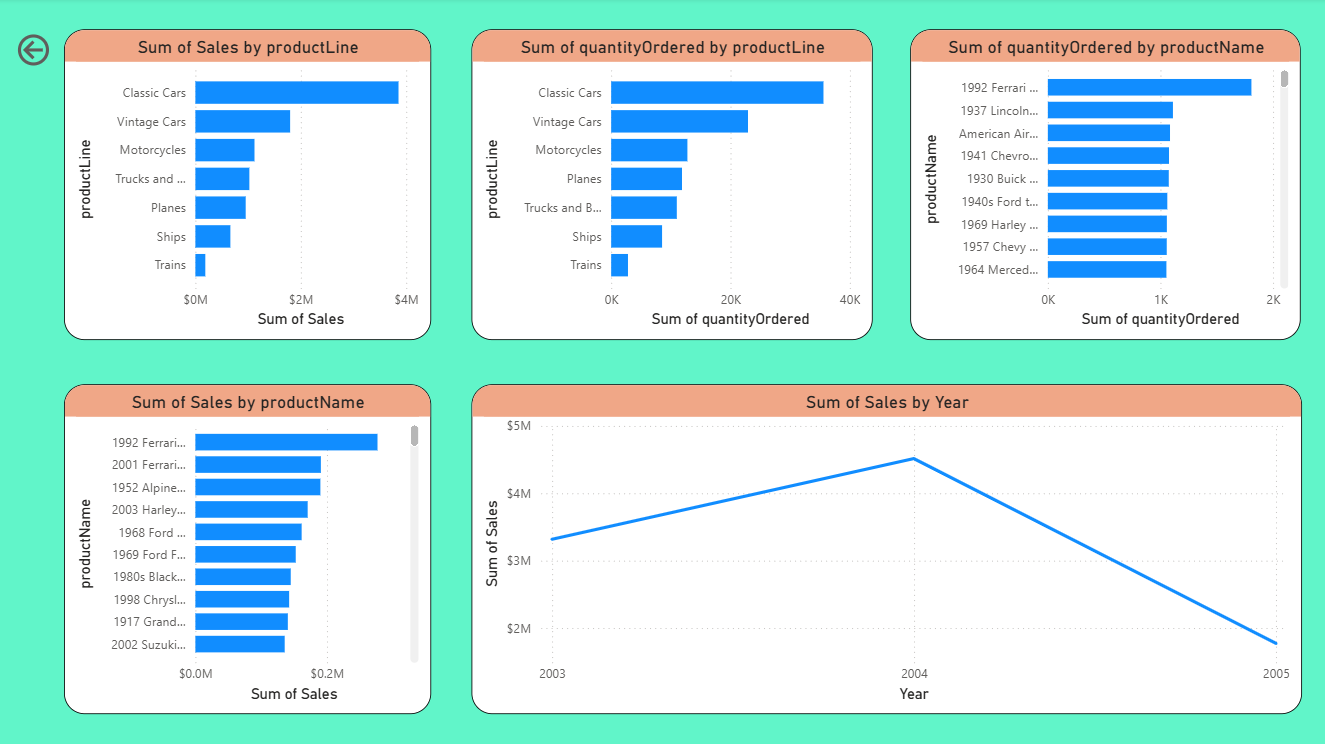 Sum of Sales by productLine
productLine
Classic Cars
Vintage Cars
Motorcycles
Trucks and ...
Planes
Ships
Trains
$0M $2M $4M
Sum of Sales
Sum of quantityOrdered by productLine
productLine
Classic Cars
Vintage Cars
Motorcycles
Planes
Trucks and B...
Ships
Trains
0K 20K 40K
Sum of quantityOrdered
Sum of quantityOrdered by productName
productName
1992 Ferrari ...
1937 Lincoln...
American Air...
1941 Chevro...
1930 Buick ...
1940s Ford t...
1969 Harley ...
1957 Chevy ...
1964 Merced...
0K 1K 2K
Sum of quantityOrdered
Sum of Sales by productName
productName
1992 Ferrari...
2001 Ferrari...
1952 Alpine...
2003 Harley...
1968 Ford ...
1969 Ford F...
1980s Black...
1998 Chrysl...
1917 Grand...
2002 Suzuki...
$0.0M $0.2M
Sum of Sales
Sum of Sales by Year
Sum of Sales
$5M
$4M
$3M
$2M
2003 2004 2005
Year